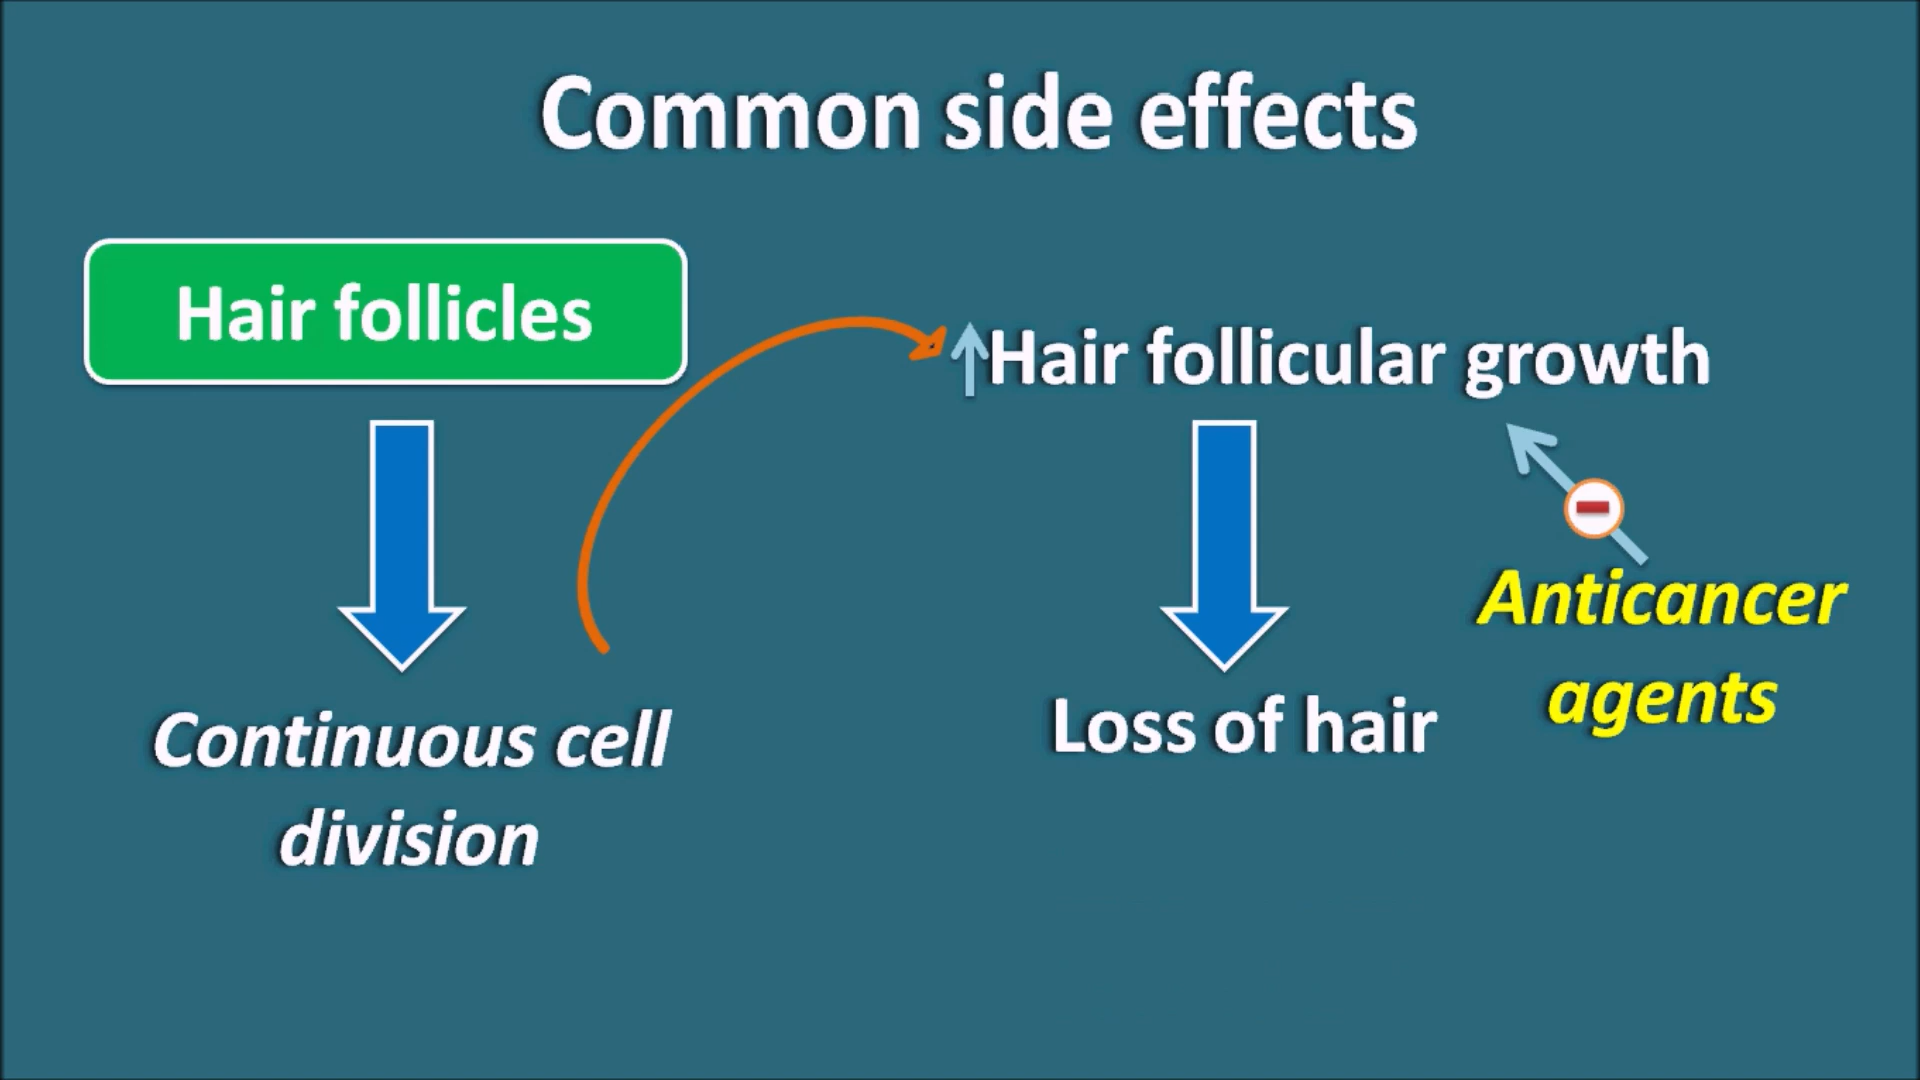 Common side effects
Hair follicles
Continuous cell
division
Hair follicular growth
Loss of hair
Anticancer
agents